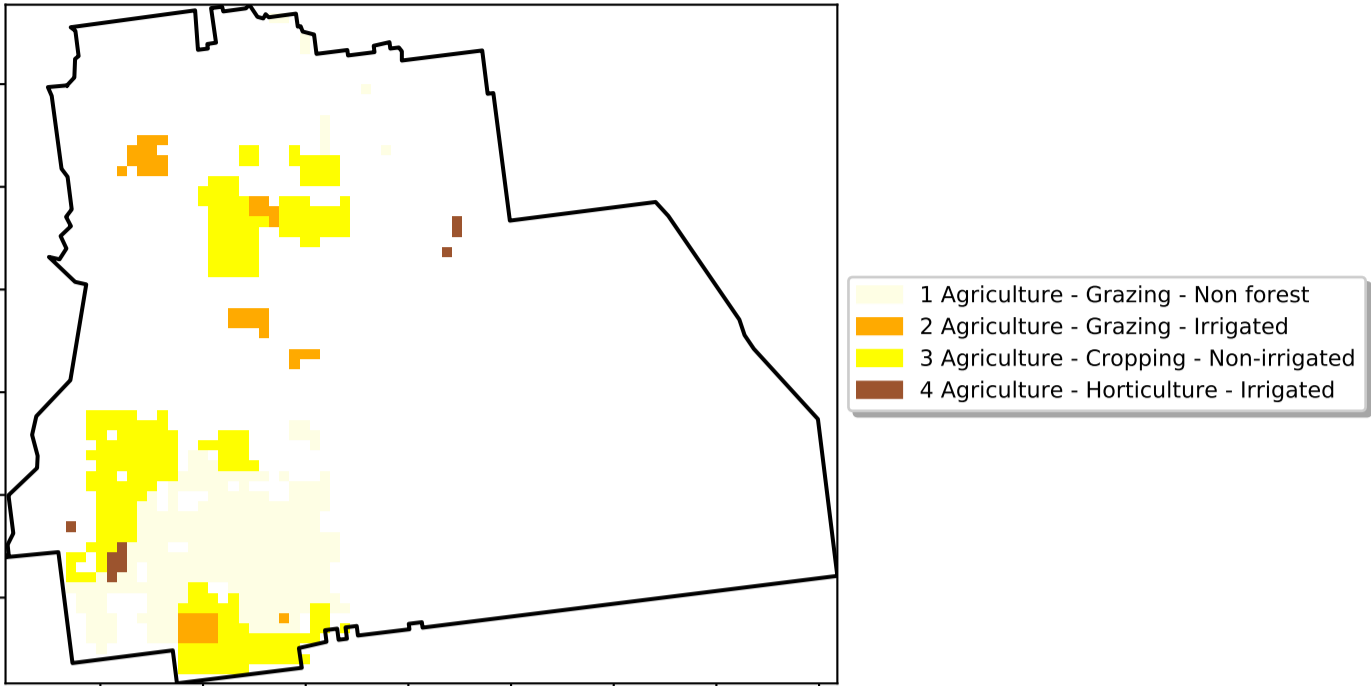 1 Agriculture - Grazing - Non forest
2 Agriculture - Grazing - Irrigated
3 Agriculture - Cropping - Non-irrigated
4 Agriculture - Horticulture - Irrigated